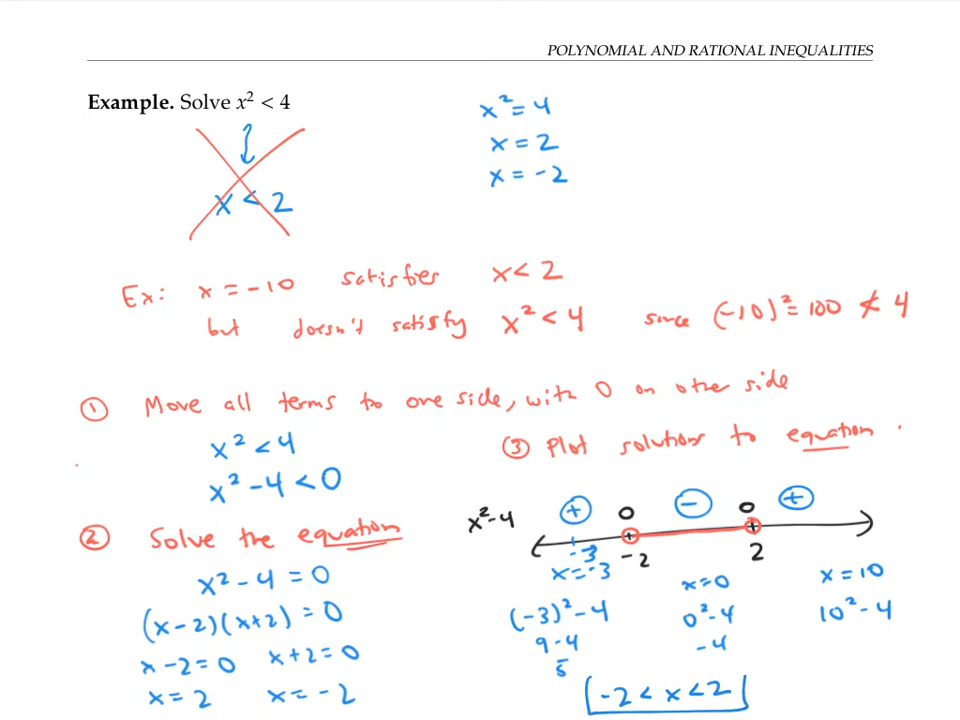 POLYNOMIAL AND RATIONAL INEQUALITIES
Example. Solve x² < 4
x < 2
x² = 4
x = 2
x = -2
Ex: x = -10 satisfies x < 2
but doesn't satisfy x² < 4 since (-10)² = 100 ≮ 4
① Move all terms to one side, with 0 on other side
x² < 4
x² - 4 < 0
② Solve the equation
x² - 4 = 0
(x - 2)(x + 2) = 0
x - 2 = 0 x + 2 = 0
x = 2 x = -2
③ Plot solutions to equation
+ 0 - 0 +
x² - 4
-3 -2 2
x = -3 x = 0 x = 10
(-3)² - 4 0² - 4 10² - 4
9 - 4 -4
5
-2 < x < 2